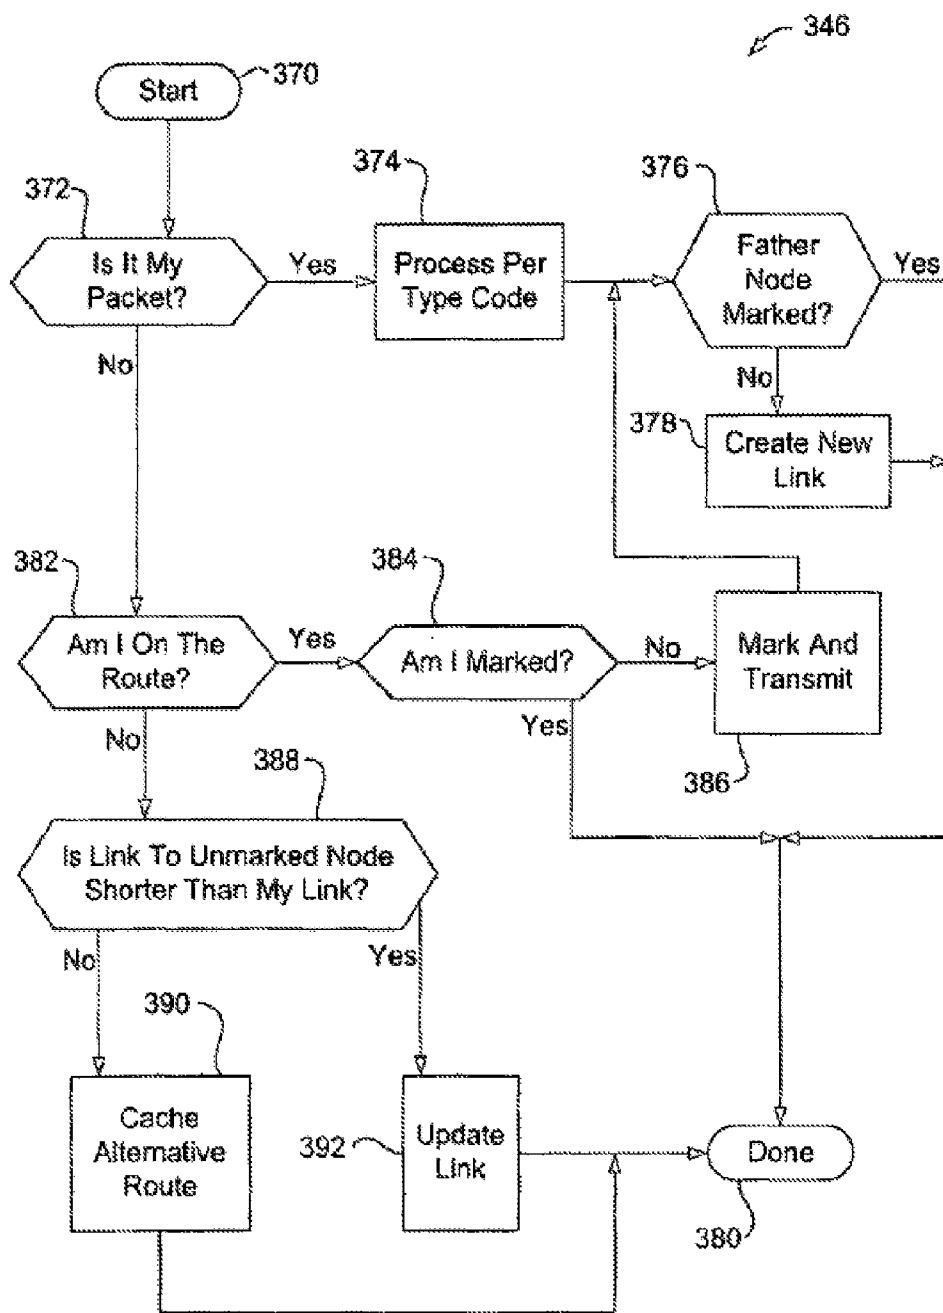 346
Start
370
372
Is It My
Packet?
Yes
374
Process Per
Type Code
376
Father
Node
Marked?
Yes
No
No
378
Create New
Link
382
Am I On The
Route?
Yes
384
Am I Marked?
No
Mark And
Transmit
386
Yes
No
388
Is Link To Unmarked Node
Shorter Than My Link?
No
Yes
390
Cache
Alternative
Route
392
Update
Link
Done
380